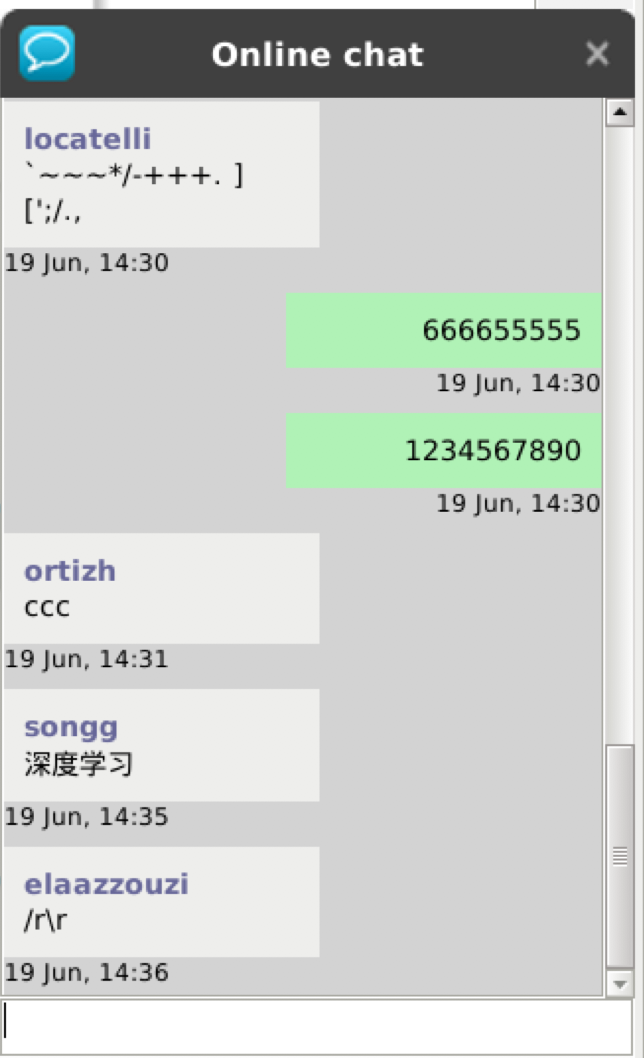 Online chat
locatelli
`~~~*/-+++. ]
[';/.,
19 Jun, 14:30
666655555
19 Jun, 14:30
1234567890
19 Jun, 14:30
ortizh
ccc
19 Jun, 14:31
songg
深度学习
19 Jun, 14:35
elaazzouzi
/r\r
19 Jun, 14:36